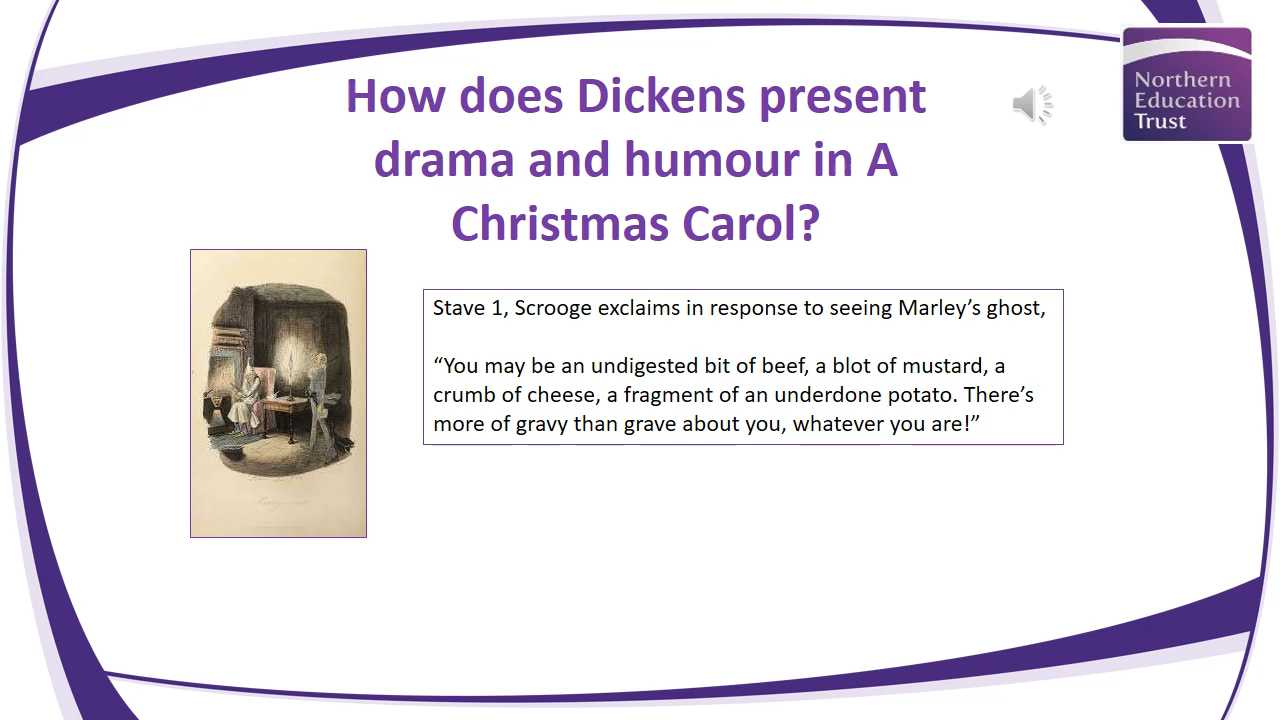 How does Dickens present
drama and humour in A
Christmas Carol?
Northern
Education
Trust
Stave 1, Scrooge exclaims in response to seeing Marley’s ghost,
“You may be an undigested bit of beef, a blot of mustard, a
crumb of cheese, a fragment of an underdone potato. There’s
more of gravy than grave about you, whatever you are!”